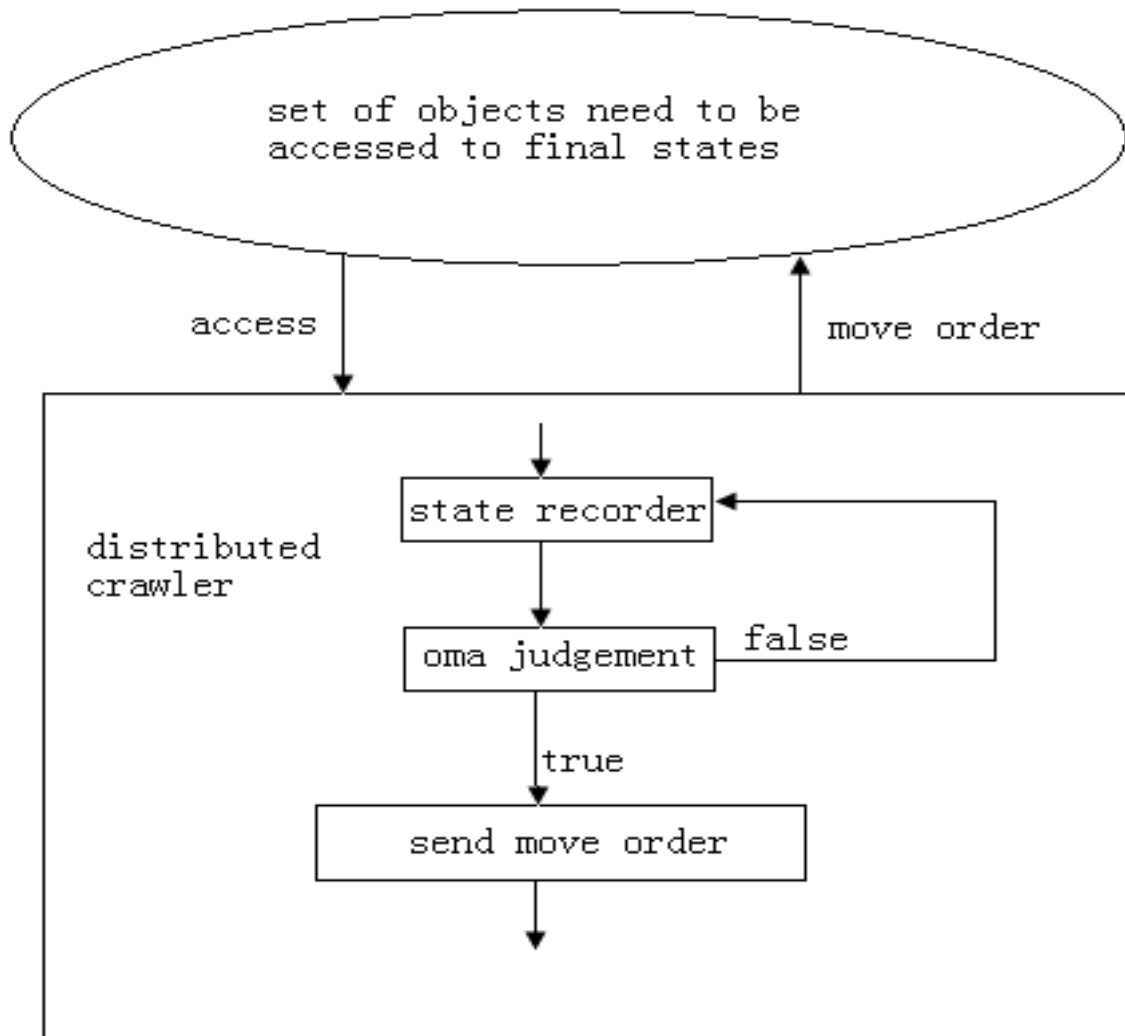 set of objects need to be
accessed to final states
access
move order
state recorder
distributed
crawler
oma judgement
false
true
send move order